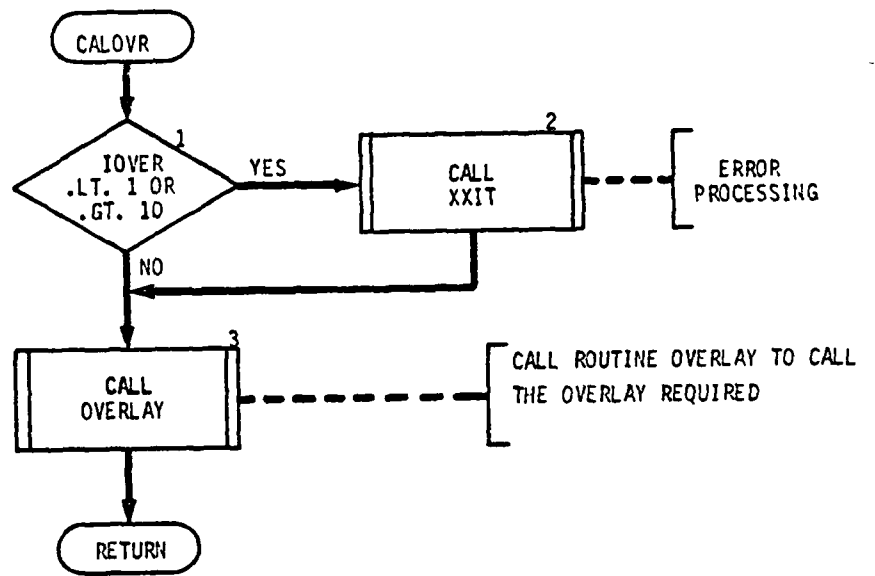 CALOVR
1
IOVER
.LT. 1 OR
.GT. 10
YES
2
CALL
XXIT
ERROR
PROCESSING
NO
3
CALL
OVERLAY
CALL ROUTINE OVERLAY TO CALL
THE OVERLAY REQUIRED
RETURN